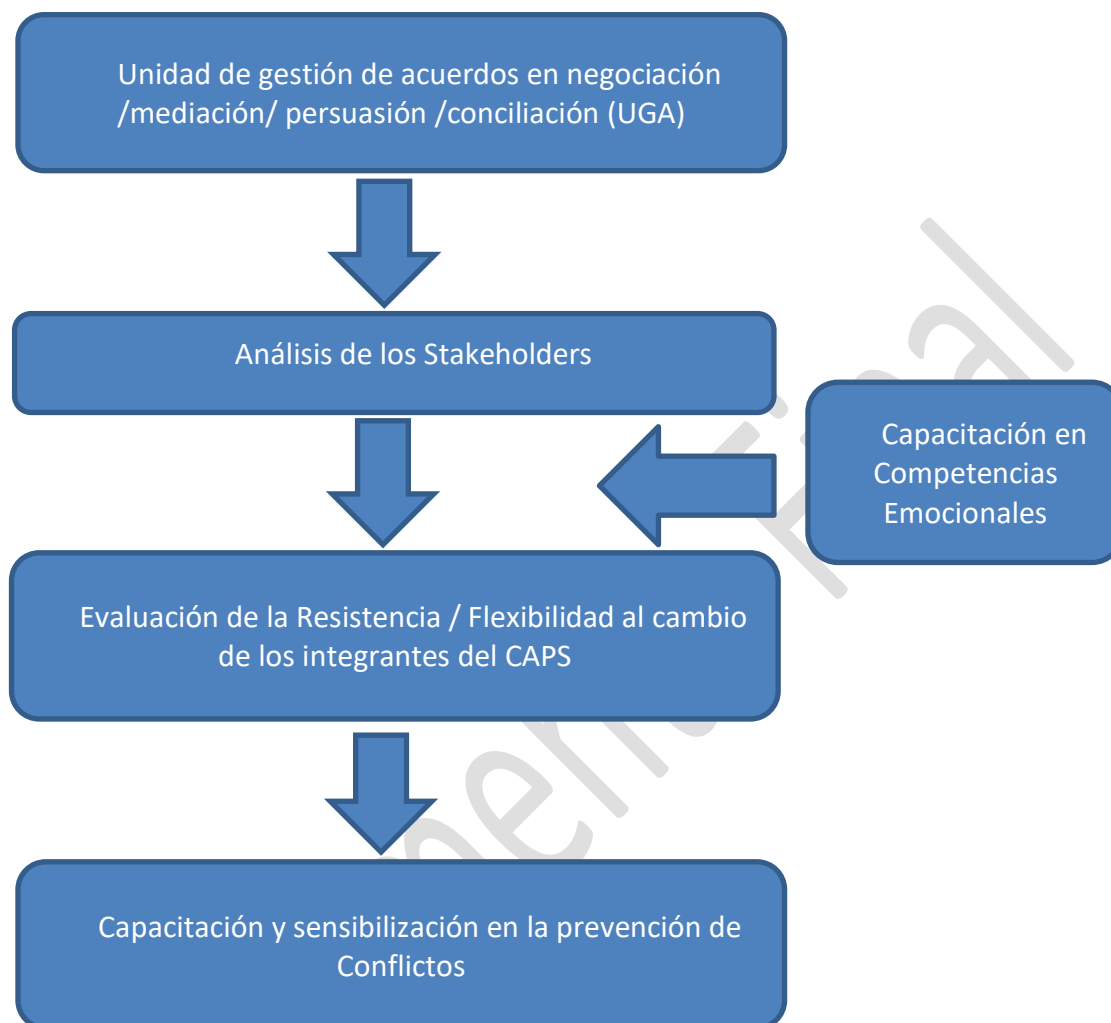 Unidad de gestión de acuerdos en negociación
/mediación/ persuasión /conciliación (UGA)
Análisis de los Stakeholders
Capacitación en
Competencias
Emocionales
Evaluación de la Resistencia / Flexibilidad al cambio
de los integrantes del CAPS
Capacitación y sensibilización en la prevención de
Conflictos